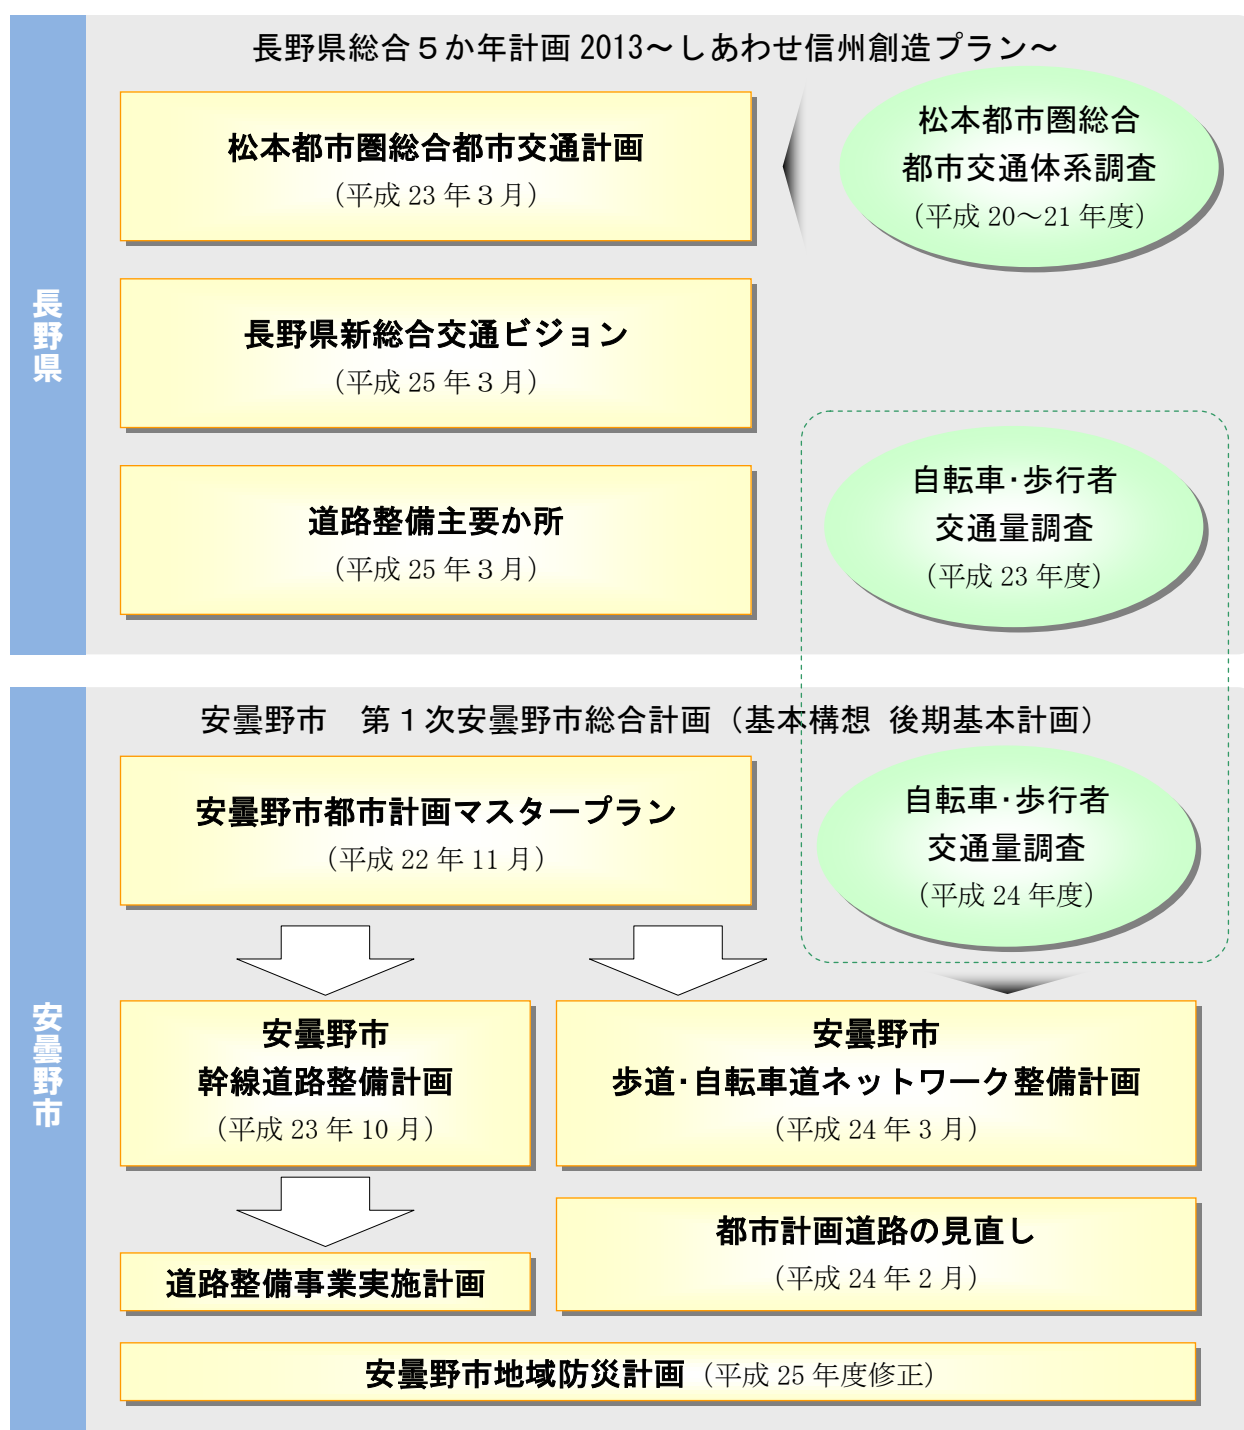 長野県総合５か年計画 2013～しあわせ信州創造プラン～
松本都市圏総合都市交通計画
（平成 23 年３月）
松本都市圏総合
都市交通体系調査
（平成 20～21 年度）
長野県
長野県新総合交通ビジョン
（平成 25 年３月）
道路整備主要か所
（平成 25 年３月）
自転車･歩行者
交通量調査
（平成 23 年度）
安曇野市　第１次安曇野市総合計画（基本構想 後期基本計画）
安曇野市都市計画マスタープラン
（平成 22 年 11 月）
自転車･歩行者
交通量調査
（平成 24 年度）
安曇野市
安曇野市
幹線道路整備計画
（平成 23 年 10 月）
安曇野市
歩道･自転車道ネットワーク整備計画
（平成 24 年 3 月）
道路整備事業実施計画
都市計画道路の見直し
（平成 24 年 2 月）
安曇野市地域防災計画（平成 25 年度修正）